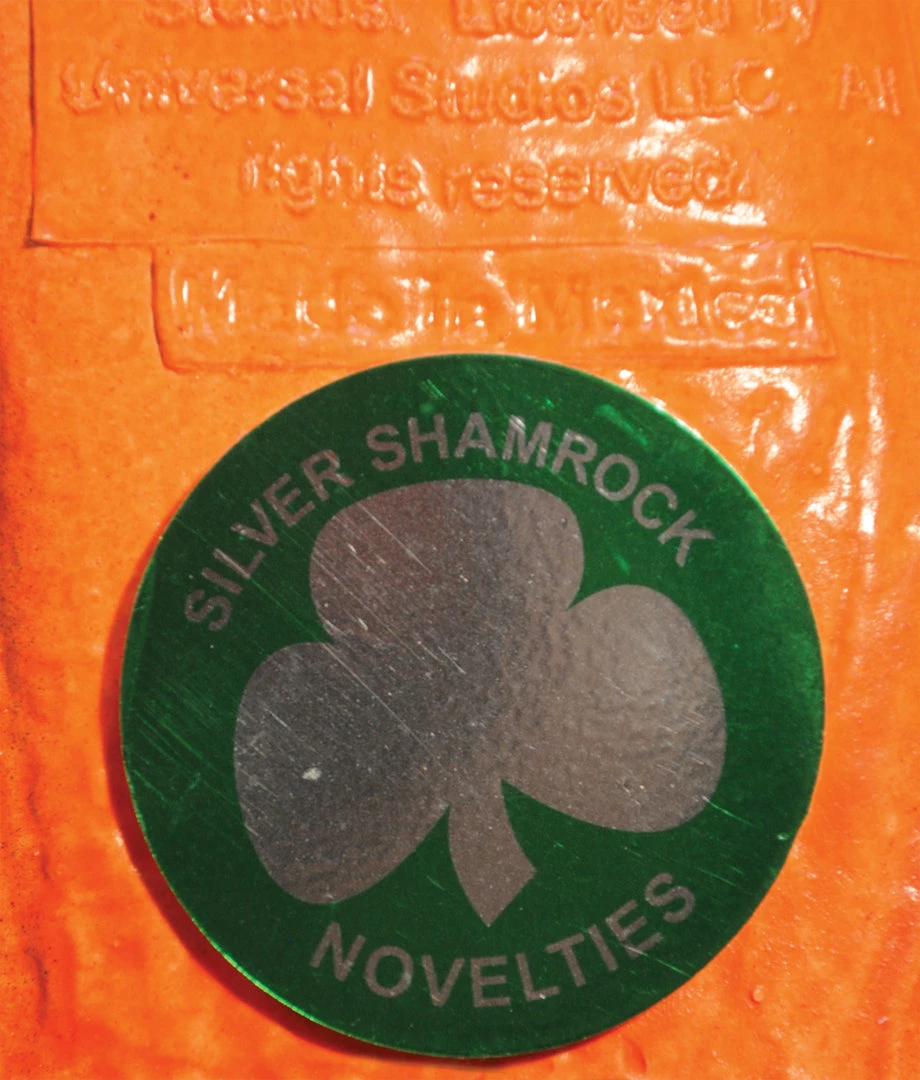 Studios. Licensed by
Universal Studios LLC. All
rights reserved.
Made in Mexico
SILVER SHAMROCK
NOVELTIES